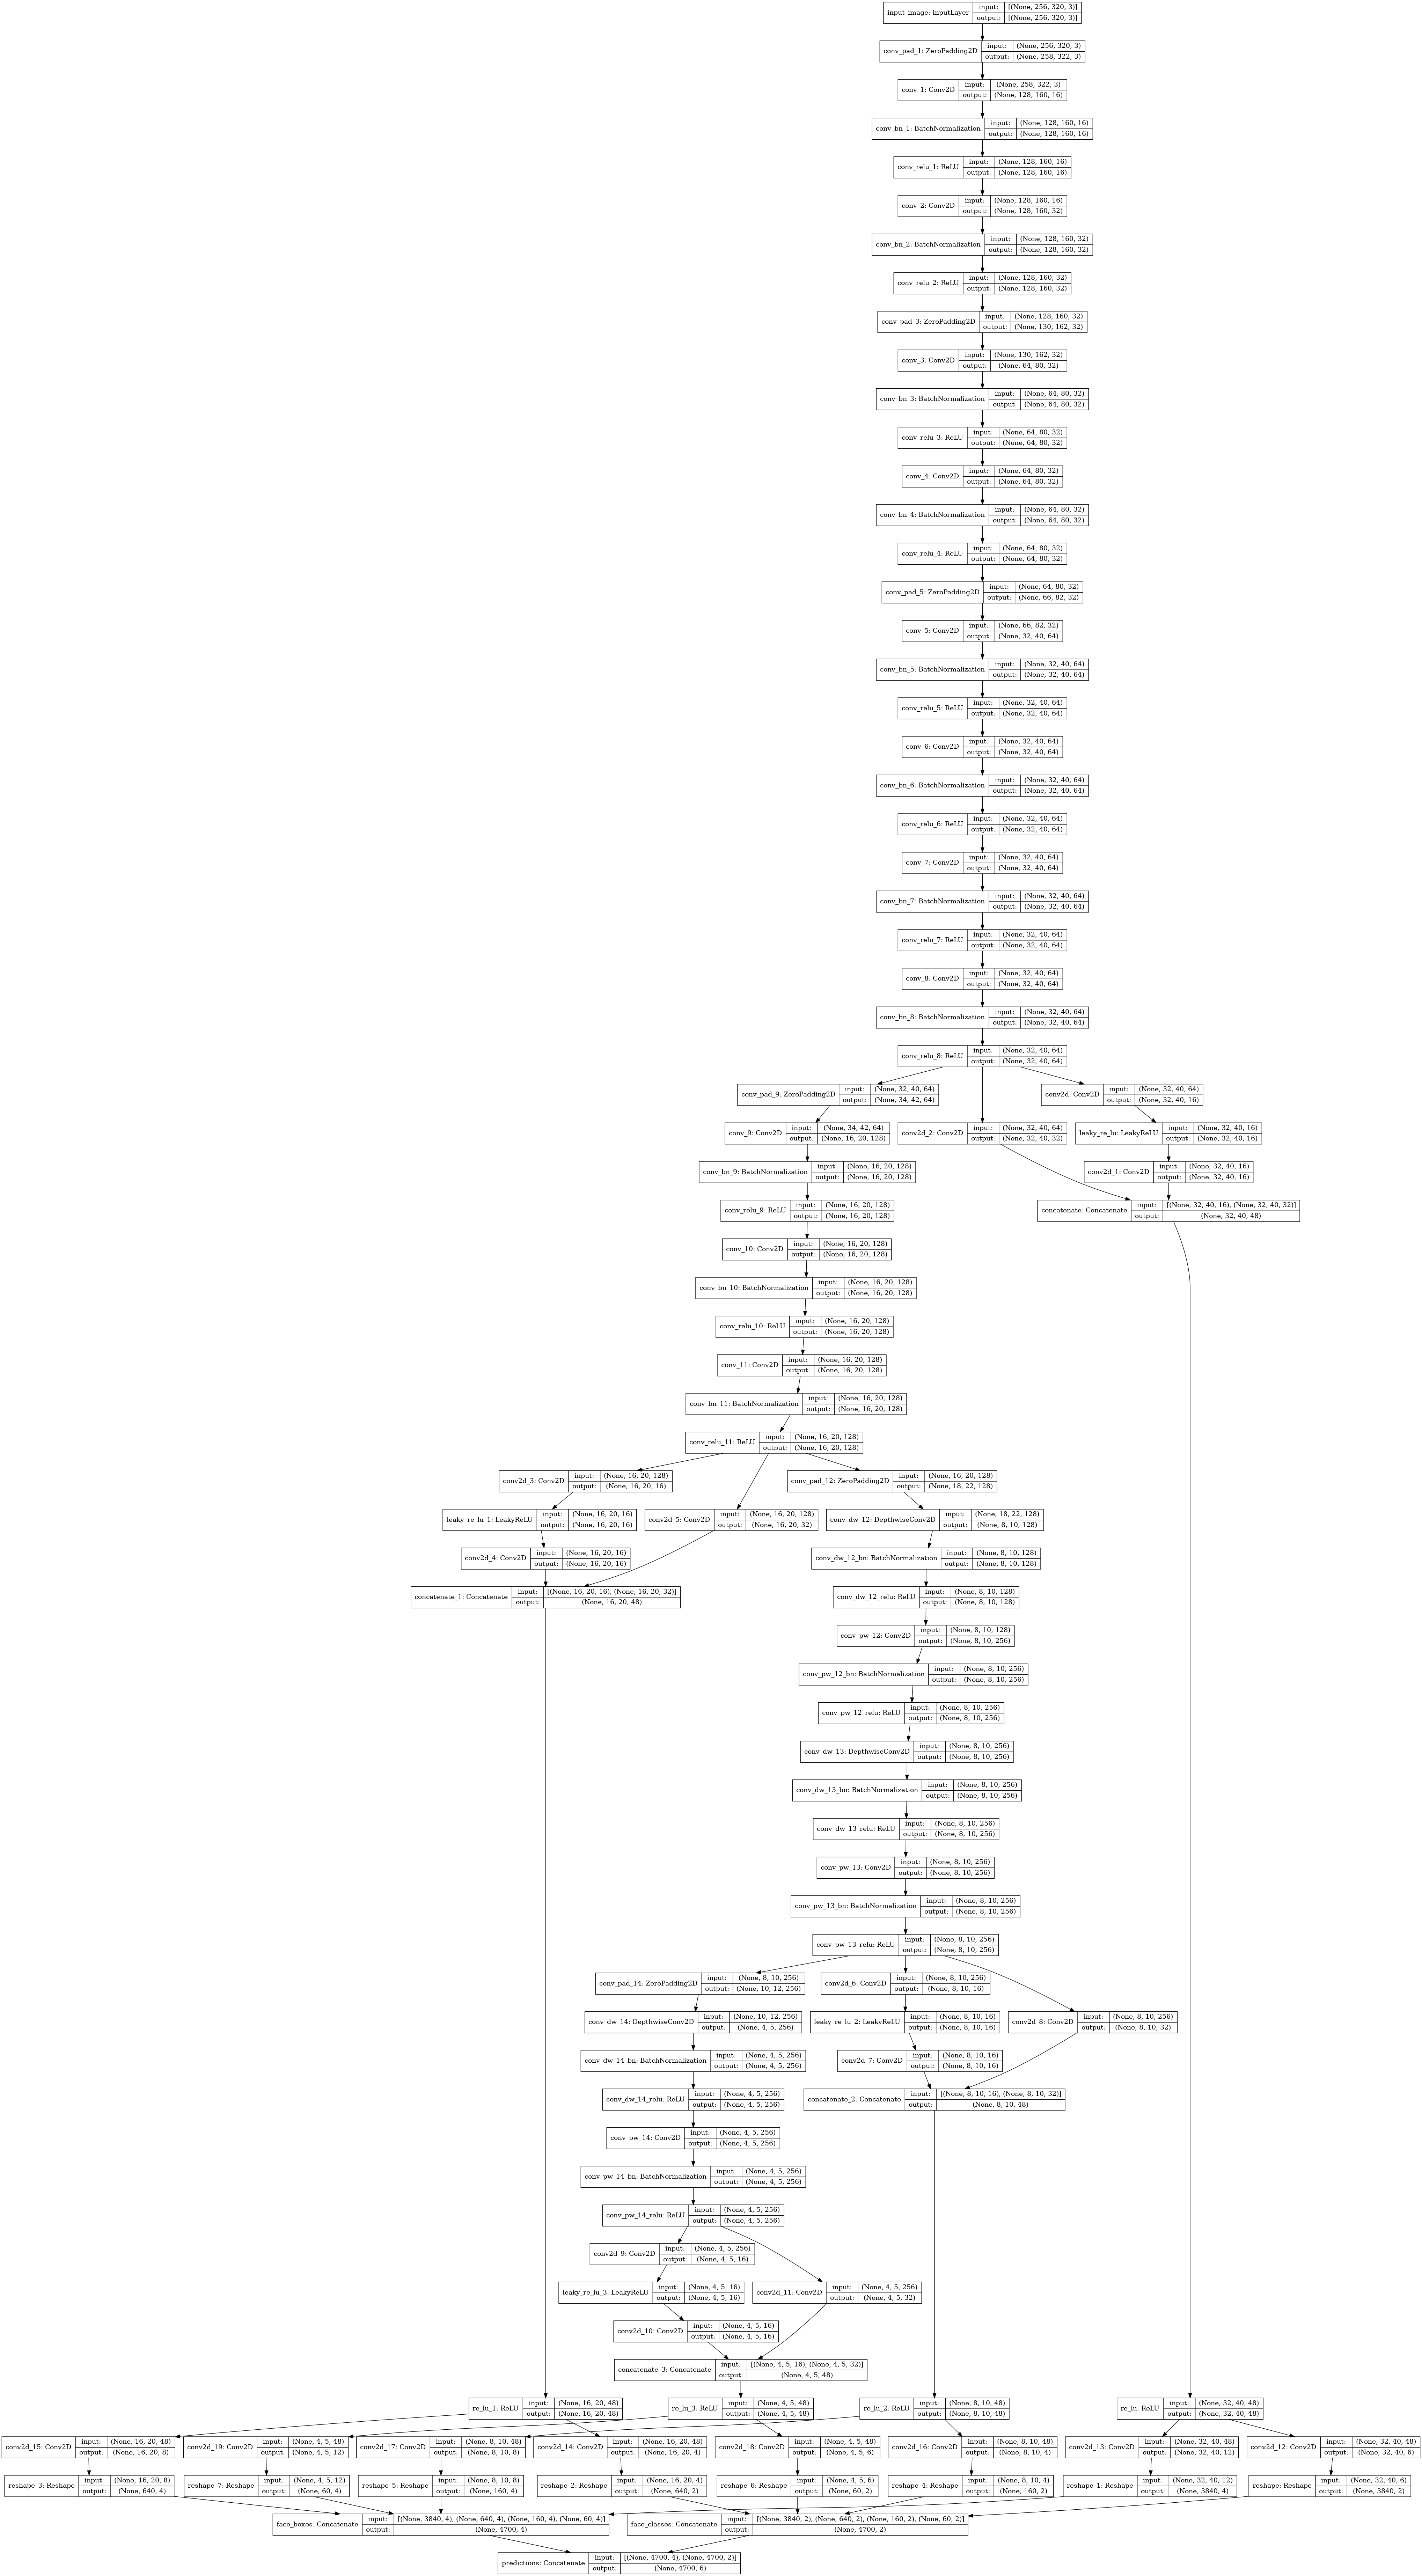 input_image: InputLayer
input: [(None, 256, 320, 3)]
output: [(None, 256, 320, 3)]
conv_pad_1: ZeroPadding2D
input: (None, 256, 320, 3)
output: (None, 258, 322, 3)
conv_1: Conv2D
input: (None, 258, 322, 3)
output: (None, 128, 160, 16)
conv_bn_1: BatchNormalization
input: (None, 128, 160, 16)
output: (None, 128, 160, 16)
conv_relu_1: ReLU
input: (None, 128, 160, 16)
output: (None, 128, 160, 16)
conv_2: Conv2D
input: (None, 128, 160, 16)
output: (None, 128, 160, 32)
conv_bn_2: BatchNormalization
input: (None, 128, 160, 32)
output: (None, 128, 160, 32)
conv_relu_2: ReLU
input: (None, 128, 160, 32)
output: (None, 128, 160, 32)
conv_pad_3: ZeroPadding2D
input: (None, 128, 160, 32)
output: (None, 130, 162, 32)
conv_3: Conv2D
input: (None, 130, 162, 32)
output: (None, 64, 80, 32)
conv_bn_3: BatchNormalization
input: (None, 64, 80, 32)
output: (None, 64, 80, 32)
conv_relu_3: ReLU
input: (None, 64, 80, 32)
output: (None, 64, 80, 32)
conv_4: Conv2D
input: (None, 64, 80, 32)
output: (None, 64, 80, 32)
conv_bn_4: BatchNormalization
input: (None, 64, 80, 32)
output: (None, 64, 80, 32)
conv_relu_4: ReLU
input: (None, 64, 80, 32)
output: (None, 64, 80, 32)
conv_pad_5: ZeroPadding2D
input: (None, 64, 80, 32)
output: (None, 66, 82, 32)
conv_5: Conv2D
input: (None, 66, 82, 32)
output: (None, 32, 40, 64)
conv_bn_5: BatchNormalization
input: (None, 32, 40, 64)
output: (None, 32, 40, 64)
conv_relu_5: ReLU
input: (None, 32, 40, 64)
output: (None, 32, 40, 64)
conv_6: Conv2D
input: (None, 32, 40, 64)
output: (None, 32, 40, 64)
conv_bn_6: BatchNormalization
input: (None, 32, 40, 64)
output: (None, 32, 40, 64)
conv_relu_6: ReLU
input: (None, 32, 40, 64)
output: (None, 32, 40, 64)
conv_7: Conv2D
input: (None, 32, 40, 64)
output: (None, 32, 40, 64)
conv_bn_7: BatchNormalization
input: (None, 32, 40, 64)
output: (None, 32, 40, 64)
conv_relu_7: ReLU
input: (None, 32, 40, 64)
output: (None, 32, 40, 64)
conv_8: Conv2D
input: (None, 32, 40, 64)
output: (None, 32, 40, 64)
conv_bn_8: BatchNormalization
input: (None, 32, 40, 64)
output: (None, 32, 40, 64)
conv_relu_8: ReLU
input: (None, 32, 40, 64)
output: (None, 32, 40, 64)
conv_pad_9: ZeroPadding2D
input: (None, 32, 40, 64)
output: (None, 34, 42, 64)
conv2d: Conv2D
input: (None, 32, 40, 64)
output: (None, 32, 40, 16)
conv_9: Conv2D
input: (None, 34, 42, 64)
output: (None, 16, 20, 128)
conv2d_2: Conv2D
input: (None, 32, 40, 64)
output: (None, 32, 40, 32)
leaky_re_lu: LeakyReLU
input: (None, 32, 40, 16)
output: (None, 32, 40, 16)
conv_bn_9: BatchNormalization
input: (None, 16, 20, 128)
output: (None, 16, 20, 128)
conv2d_1: Conv2D
input: (None, 32, 40, 16)
output: (None, 32, 40, 16)
conv_relu_9: ReLU
input: (None, 16, 20, 128)
output: (None, 16, 20, 128)
concatenate: Concatenate
input: [(None, 32, 40, 16), (None, 32, 40, 32)]
output: (None, 32, 40, 48)
conv_10: Conv2D
input: (None, 16, 20, 128)
output: (None, 16, 20, 128)
conv_bn_10: BatchNormalization
input: (None, 16, 20, 128)
output: (None, 16, 20, 128)
conv_relu_10: ReLU
input: (None, 16, 20, 128)
output: (None, 16, 20, 128)
conv_11: Conv2D
input: (None, 16, 20, 128)
output: (None, 16, 20, 128)
conv_bn_11: BatchNormalization
input: (None, 16, 20, 128)
output: (None, 16, 20, 128)
conv_relu_11: ReLU
input: (None, 16, 20, 128)
output: (None, 16, 20, 128)
conv2d_3: Conv2D
input: (None, 16, 20, 128)
output: (None, 16, 20, 16)
conv_pad_12: ZeroPadding2D
input: (None, 16, 20, 128)
output: (None, 18, 22, 128)
leaky_re_lu_1: LeakyReLU
input: (None, 16, 20, 16)
output: (None, 16, 20, 16)
conv2d_5: Conv2D
input: (None, 16, 20, 128)
output: (None, 16, 20, 32)
conv_dw_12: DepthwiseConv2D
input: (None, 18, 22, 128)
output: (None, 8, 10, 128)
conv2d_4: Conv2D
input: (None, 16, 20, 16)
output: (None, 16, 20, 16)
conv_dw_12_bn: BatchNormalization
input: (None, 8, 10, 128)
output: (None, 8, 10, 128)
concatenate_1: Concatenate
input: [(None, 16, 20, 16), (None, 16, 20, 32)]
output: (None, 16, 20, 48)
conv_dw_12_relu: ReLU
input: (None, 8, 10, 128)
output: (None, 8, 10, 128)
conv_pw_12: Conv2D
input: (None, 8, 10, 128)
output: (None, 8, 10, 256)
conv_pw_12_bn: BatchNormalization
input: (None, 8, 10, 256)
output: (None, 8, 10, 256)
conv_pw_12_relu: ReLU
input: (None, 8, 10, 256)
output: (None, 8, 10, 256)
conv_dw_13: DepthwiseConv2D
input: (None, 8, 10, 256)
output: (None, 8, 10, 256)
conv_dw_13_bn: BatchNormalization
input: (None, 8, 10, 256)
output: (None, 8, 10, 256)
conv_dw_13_relu: ReLU
input: (None, 8, 10, 256)
output: (None, 8, 10, 256)
conv_pw_13: Conv2D
input: (None, 8, 10, 256)
output: (None, 8, 10, 256)
conv_pw_13_bn: BatchNormalization
input: (None, 8, 10, 256)
output: (None, 8, 10, 256)
conv_pw_13_relu: ReLU
input: (None, 8, 10, 256)
output: (None, 8, 10, 256)
conv_pad_14: ZeroPadding2D
input: (None, 8, 10, 256)
output: (None, 10, 12, 256)
conv2d_6: Conv2D
input: (None, 8, 10, 256)
output: (None, 8, 10, 16)
conv_dw_14: DepthwiseConv2D
input: (None, 10, 12, 256)
output: (None, 4, 5, 256)
leaky_re_lu_2: LeakyReLU
input: (None, 8, 10, 16)
output: (None, 8, 10, 16)
conv2d_8: Conv2D
input: (None, 8, 10, 256)
output: (None, 8, 10, 32)
conv_dw_14_bn: BatchNormalization
input: (None, 4, 5, 256)
output: (None, 4, 5, 256)
conv2d_7: Conv2D
input: (None, 8, 10, 16)
output: (None, 8, 10, 16)
conv_dw_14_relu: ReLU
input: (None, 4, 5, 256)
output: (None, 4, 5, 256)
concatenate_2: Concatenate
input: [(None, 8, 10, 16), (None, 8, 10, 32)]
output: (None, 8, 10, 48)
conv_pw_14: Conv2D
input: (None, 4, 5, 256)
output: (None, 4, 5, 256)
conv_pw_14_bn: BatchNormalization
input: (None, 4, 5, 256)
output: (None, 4, 5, 256)
conv_pw_14_relu: ReLU
input: (None, 4, 5, 256)
output: (None, 4, 5, 256)
conv2d_9: Conv2D
input: (None, 4, 5, 256)
output: (None, 4, 5, 16)
leaky_re_lu_3: LeakyReLU
input: (None, 4, 5, 16)
output: (None, 4, 5, 16)
conv2d_11: Conv2D
input: (None, 4, 5, 256)
output: (None, 4, 5, 32)
conv2d_10: Conv2D
input: (None, 4, 5, 16)
output: (None, 4, 5, 16)
concatenate_3: Concatenate
input: [(None, 4, 5, 16), (None, 4, 5, 32)]
output: (None, 4, 5, 48)
re_lu_1: ReLU
input: (None, 16, 20, 48)
output: (None, 16, 20, 48)
re_lu_3: ReLU
input: (None, 4, 5, 48)
output: (None, 4, 5, 48)
re_lu_2: ReLU
input: (None, 8, 10, 48)
output: (None, 8, 10, 48)
re_lu: ReLU
input: (None, 32, 40, 48)
output: (None, 32, 40, 48)
conv2d_15: Conv2D
input: (None, 16, 20, 48)
output: (None, 16, 20, 8)
conv2d_19: Conv2D
input: (None, 4, 5, 48)
output: (None, 4, 5, 12)
conv2d_17: Conv2D
input: (None, 8, 10, 48)
output: (None, 8, 10, 8)
conv2d_14: Conv2D
input: (None, 16, 20, 48)
output: (None, 16, 20, 4)
conv2d_18: Conv2D
input: (None, 4, 5, 48)
output: (None, 4, 5, 6)
conv2d_16: Conv2D
input: (None, 8, 10, 48)
output: (None, 8, 10, 4)
conv2d_13: Conv2D
input: (None, 32, 40, 48)
output: (None, 32, 40, 12)
conv2d_12: Conv2D
input: (None, 32, 40, 48)
output: (None, 32, 40, 6)
reshape_3: Reshape
input: (None, 16, 20, 8)
output: (None, 640, 4)
reshape_7: Reshape
input: (None, 4, 5, 12)
output: (None, 60, 4)
reshape_5: Reshape
input: (None, 8, 10, 8)
output: (None, 160, 4)
reshape_2: Reshape
input: (None, 16, 20, 4)
output: (None, 640, 2)
reshape_6: Reshape
input: (None, 4, 5, 6)
output: (None, 60, 2)
reshape_4: Reshape
input: (None, 8, 10, 4)
output: (None, 160, 2)
reshape_1: Reshape
input: (None, 32, 40, 12)
output: (None, 3840, 4)
reshape: Reshape
input: (None, 32, 40, 6)
output: (None, 3840, 2)
face_boxes: Concatenate
input: [(None, 3840, 4), (None, 640, 4), (None, 160, 4), (None, 60, 4)]
output: (None, 4700, 4)
face_classes: Concatenate
input: [(None, 3840, 2), (None, 640, 2), (None, 160, 2), (None, 60, 2)]
output: (None, 4700, 2)
predictions: Concatenate
input: [(None, 4700, 4), (None, 4700, 2)]
output: (None, 4700, 6)